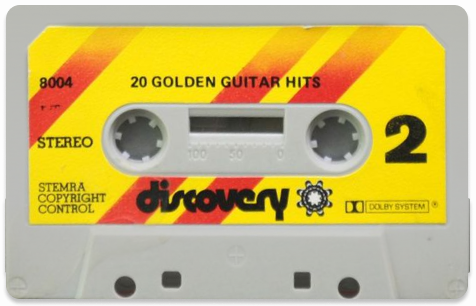 8004
20 GOLDEN GUITAR HITS
STEREO
2
100 50 0
STEMRA
COPYRIGHT
CONTROL
discovery
DOLBY SYSTEM ®